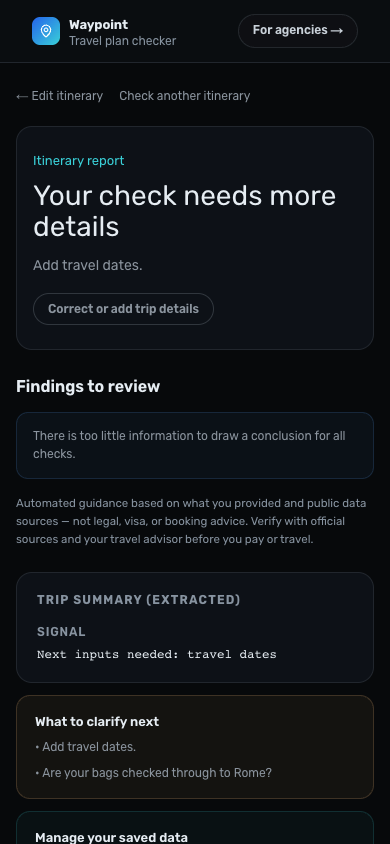 Waypoint
Travel plan checker
For agencies →
← Edit itinerary
Check another itinerary
Itinerary report
Your check needs more
details
Add travel dates.
Correct or add trip details
Findings to review
There is too little information to draw a conclusion for all
checks.
Automated guidance based on what you provided and public data
sources — not legal, visa, or booking advice. Verify with official
sources and your travel advisor before you pay or travel.
TRIP SUMMARY (EXTRACTED)
SIGNAL
Next inputs needed: travel dates
What to clarify next
• Add travel dates.
• Are your bags checked through to Rome?
Manage your saved data